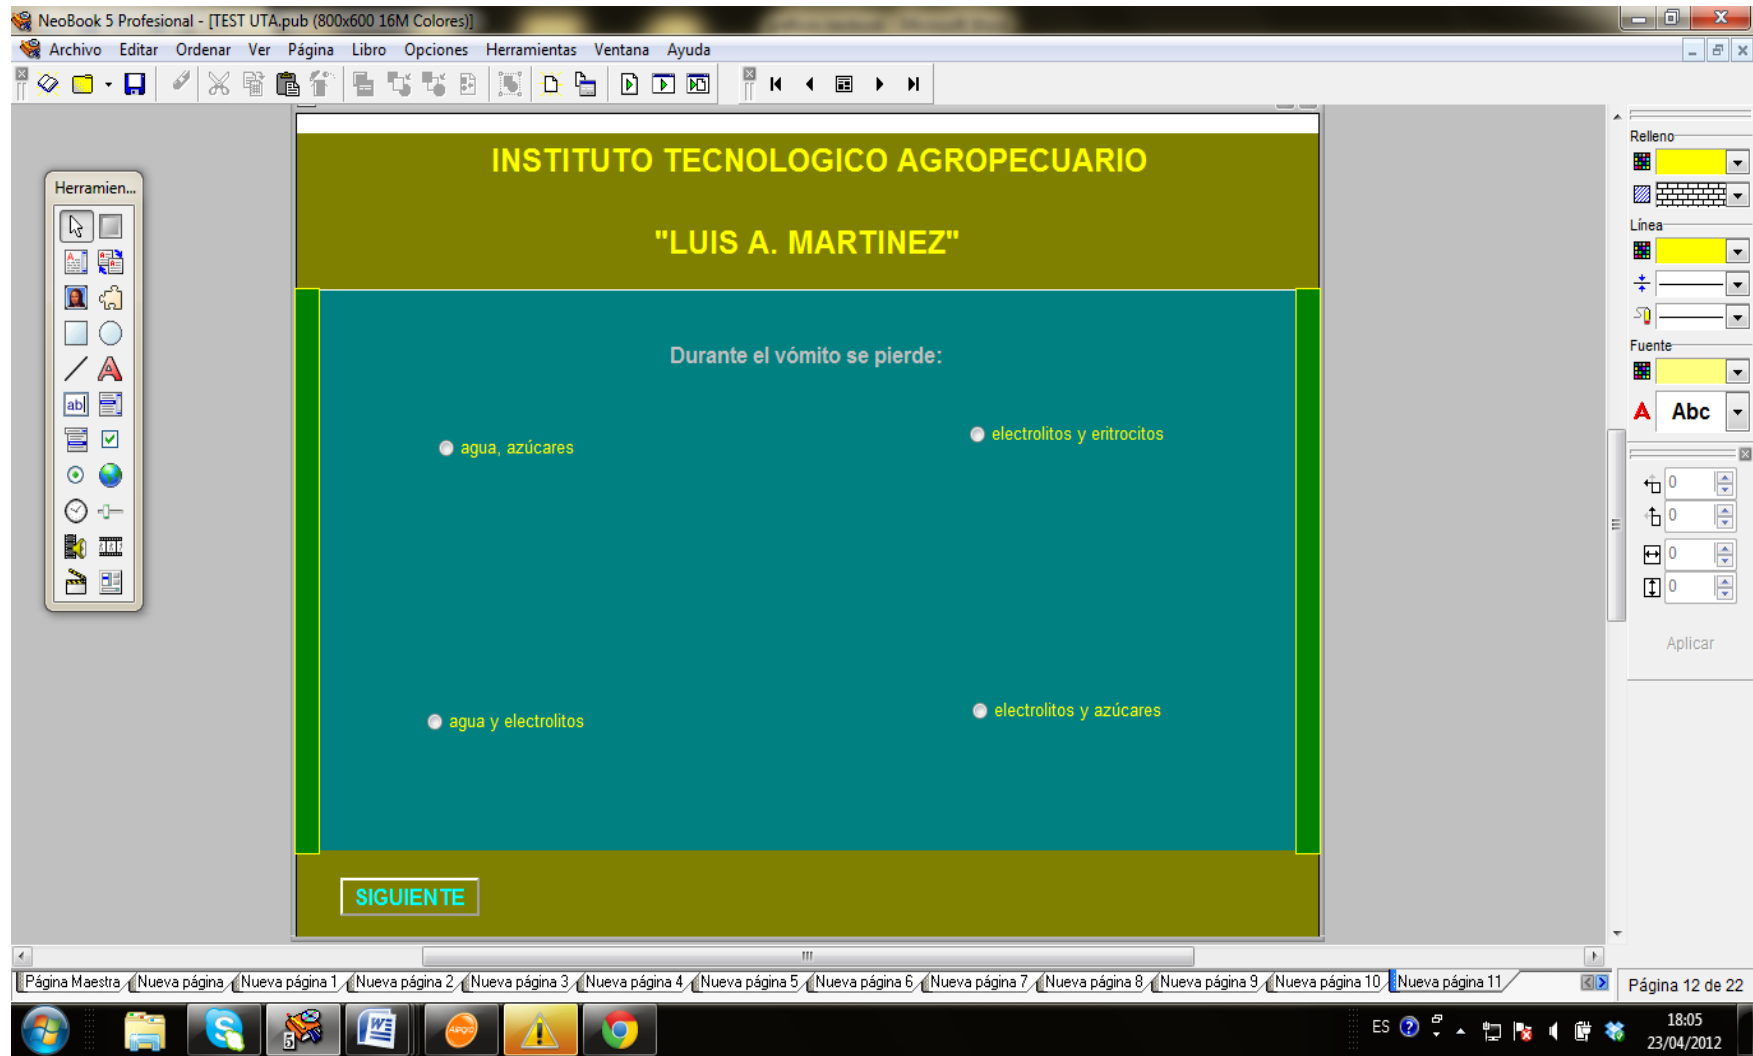 NeoBook 5 Profesional - [TEST UTA.pub (800x600 16M Colores)]
Archivo Editar Ordenar Ver Página Libro Opciones Herramientas Ventana Ayuda
Herramien...
INSTITUTO TECNOLOGICO AGROPECUARIO
"LUIS A. MARTINEZ"
Durante el vómito se pierde:
agua, azúcares
electrolitos y eritrocitos
agua y electrolitos
electrolitos y azúcares
SIGUIENTE
Relleno
Línea
Fuente
Abc
0
0
0
0
Aplicar
Página Maestra Nueva página Nueva página 1 Nueva página 2 Nueva página 3 Nueva página 4 Nueva página 5 Nueva página 6 Nueva página 7 Nueva página 8 Nueva página 9 Nueva página 10 Nueva página 11
Página 12 de 22
ES
18:05
23/04/2012